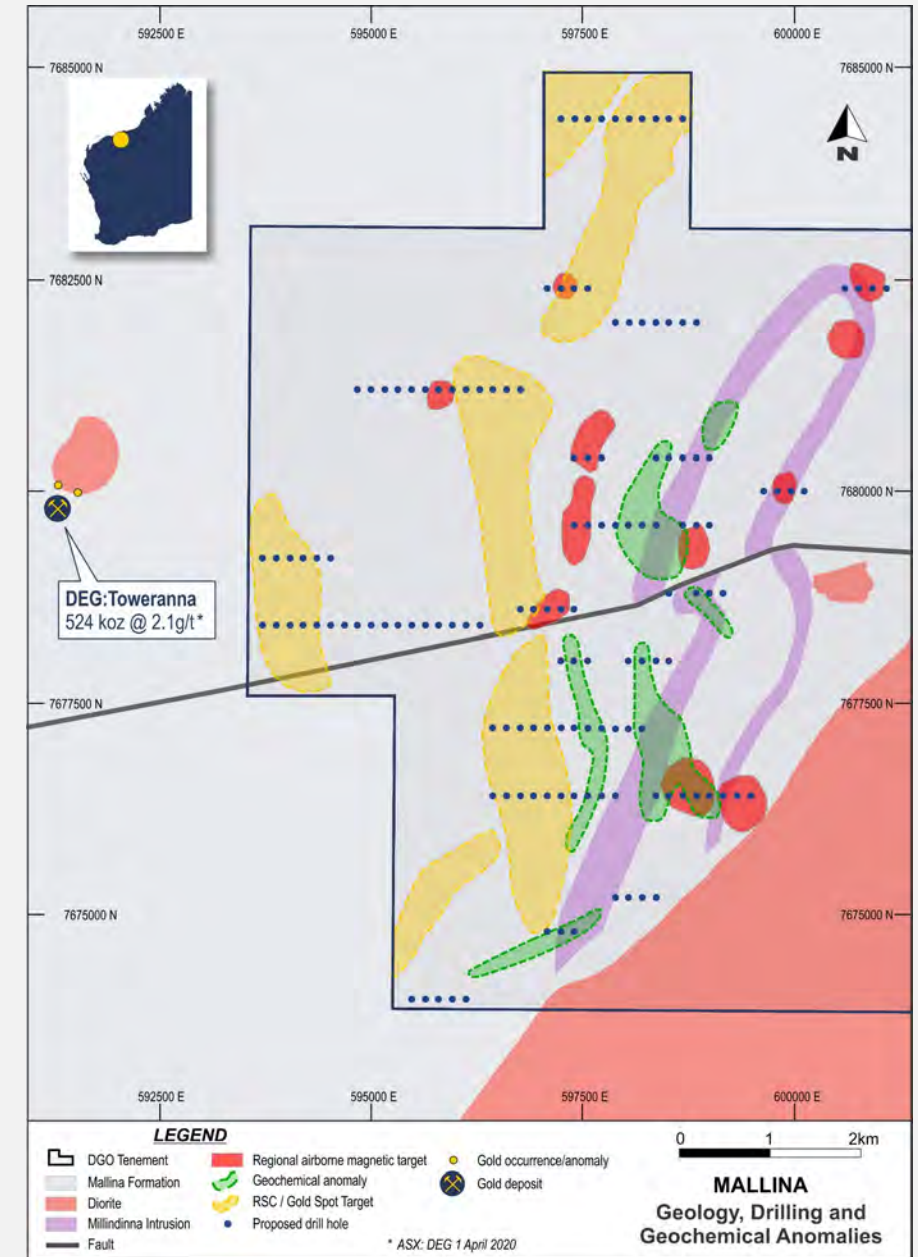 592500 E
595000 E
597500 E
600000 E
7685000 N
7685000 N
N
7682500 N
7682500 N
7680000 N
DEG:Toweranna
524 koz @ 2.1g/t*
7677500 N
7677500 N
7675000 N
7675000 N
592500 E
595000 E
597500 E
600000 E
LEGEND
DGO Tenement
Mallina Formation
Diorite
Millindinna Intrusion
Fault
Regional airborne magnetic target
Geochemical anomaly
RSC / Gold Spot Target
Proposed drill hole
Gold occurrence/anomaly
Gold deposit
* ASX: DEG 1 April 2020
0 1 2km
MALLINA
Geology, Drilling and
Geochemical Anomalies